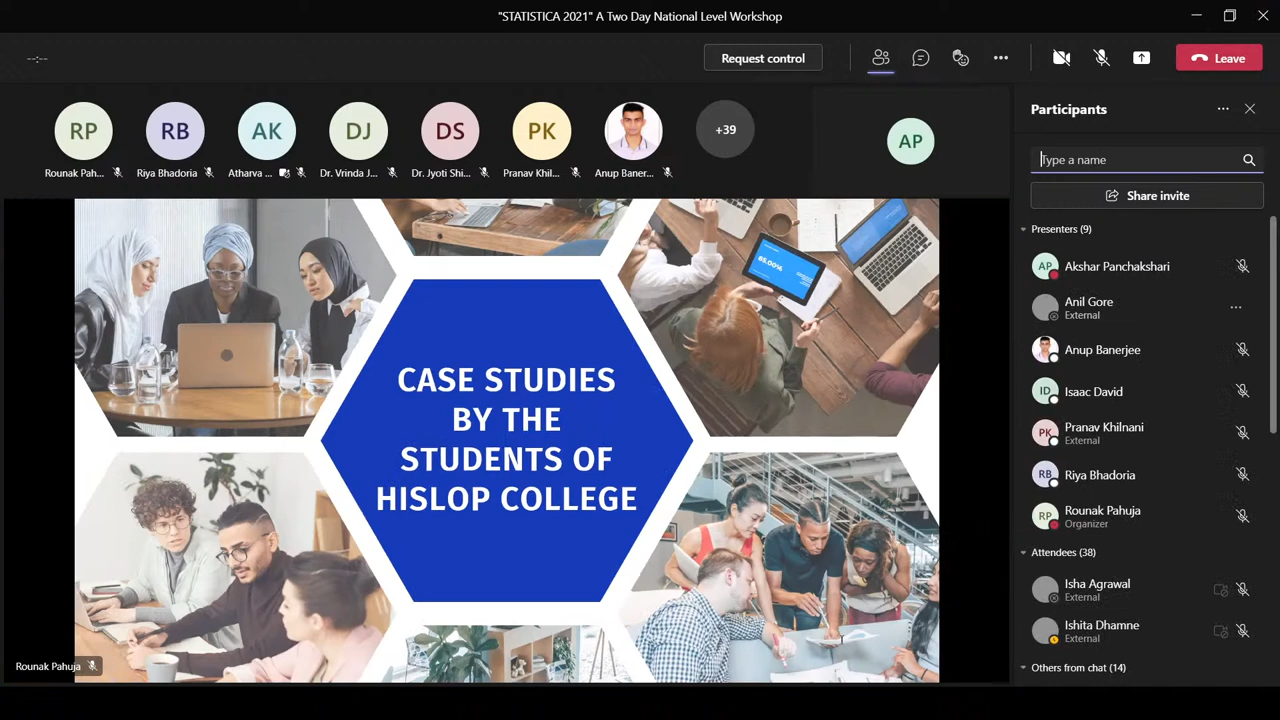 "STATISTICA 2021" A Two Day National Level Workshop
--:--
Request control
Leave
RP
RB
AK
DJ
DS
PK
+39
AP
Rounak Pah...
Riya Bhadoria
Atharva ...
Dr. Vrinda J...
Dr. Jyoti Shi...
Pranav Khil...
Anup Baner...
Participants
Type a name
Share invite
Presenters (9)
AP Akshar Panchakshari
Anil Gore
External
Anup Banerjee
ID Isaac David
PK Pranav Khilnani
External
RB Riya Bhadoria
RP Rounak Pahuja
Organizer
Attendees (38)
Isha Agrawal
External
Ishita Dhamne
External
Others from chat (14)
85.00%
CASE STUDIES
BY THE
STUDENTS OF
HISLOP COLLEGE
Rounak Pahuja